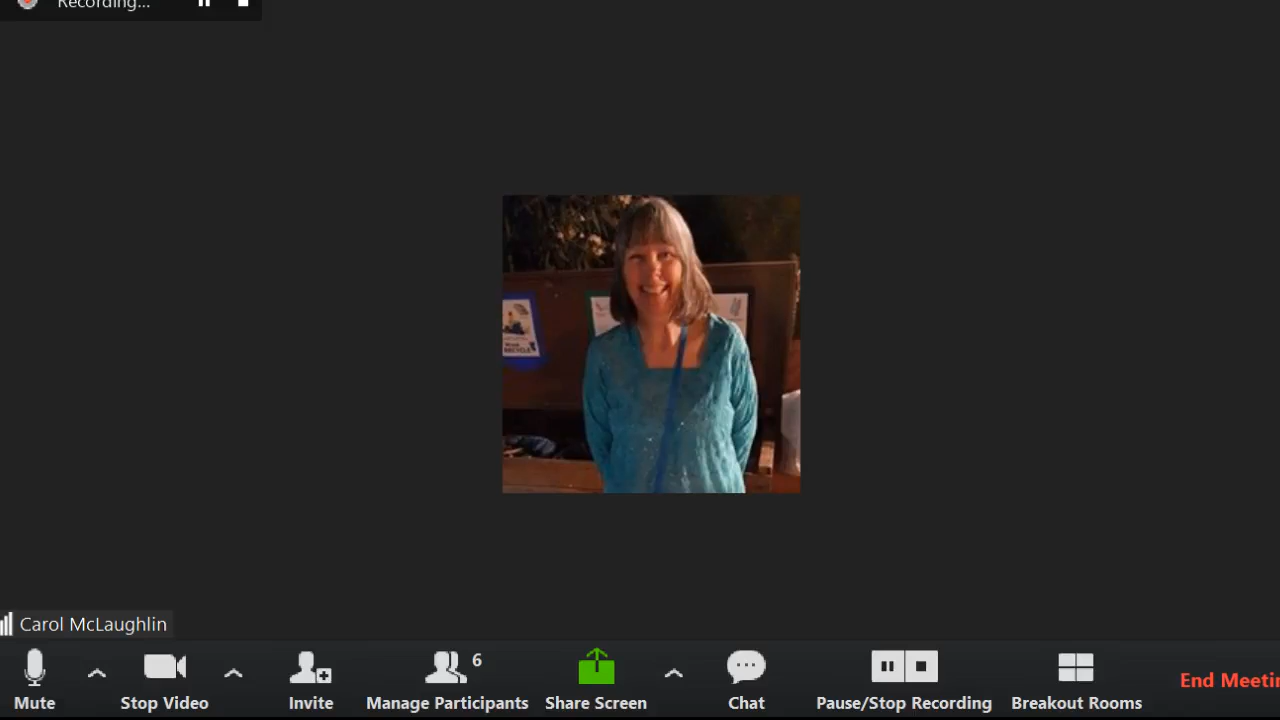 Recording...
RECYCLE
Carol McLaughlin
6
Mute
Stop Video
Invite
Manage Participants
Share Screen
Chat
Pause/Stop Recording
Breakout Rooms
End Meetin